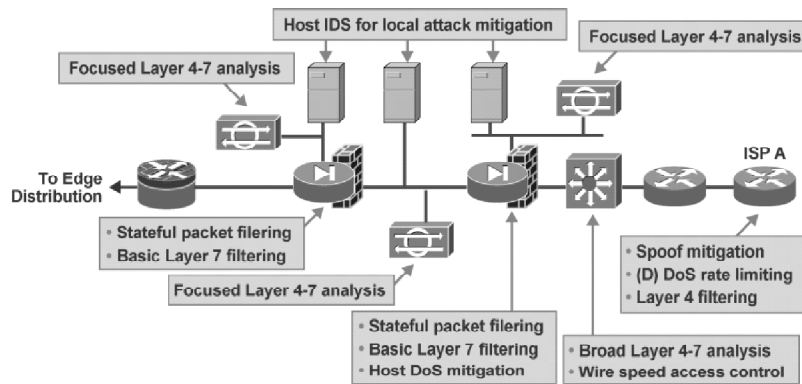 Host IDS for local attack mitigation
Focused Layer 4-7 analysis
Focused Layer 4-7 analysis
To Edge
Distribution
ISP A
• Stateful packet filering
• Basic Layer 7 filtering
Focused Layer 4-7 analysis
• Spoof mitigation
• (D) DoS rate limiting
• Layer 4 filtering
• Stateful packet filering
• Basic Layer 7 filtering
• Host DoS mitigation
• Broad Layer 4-7 analysis
• Wire speed access control